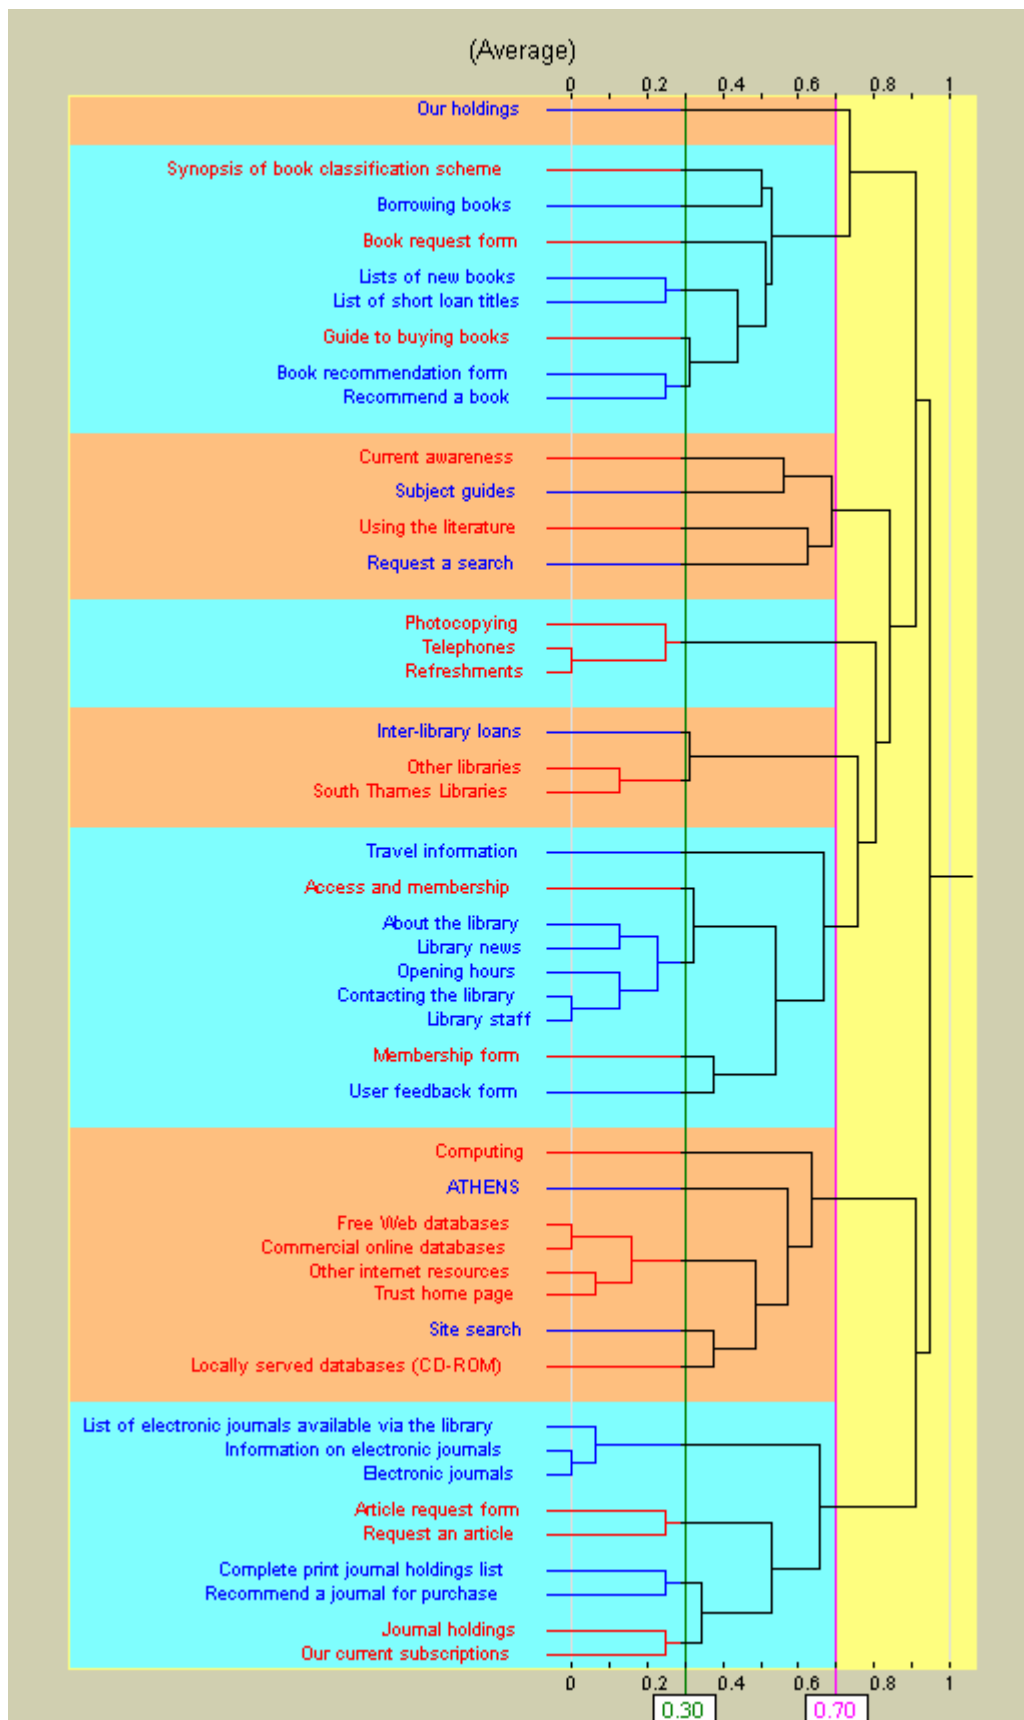 (Average)
0 0.2 0.4 0.6 0.8 1
Our holdings
Synopsis of book classification scheme
Borrowing books
Book request form
Lists of new books
List of short loan titles
Guide to buying books
Book recommendation form
Recommend a book
Current awareness
Subject guides
Using the literature
Request a search
Photocopying
Telephones
Refreshments
Inter-library loans
Other libraries
South Thames Libraries
Travel information
Access and membership
About the library
Library news
Opening hours
Contacting the library
Library staff
Membership form
User feedback form
Computing
ATHENS
Free Web databases
Commercial online databases
Other internet resources
Trust home page
Site search
Locally served databases (CD-ROM)
List of electronic journals available via the library
Information on electronic journals
Electronic journals
Article request form
Request an article
Complete print journal holdings list
Recommend a journal for purchase
Journal holdings
Our current subscriptions
0 0.2 0.4 0.6 0.8 1
0.30 0.70